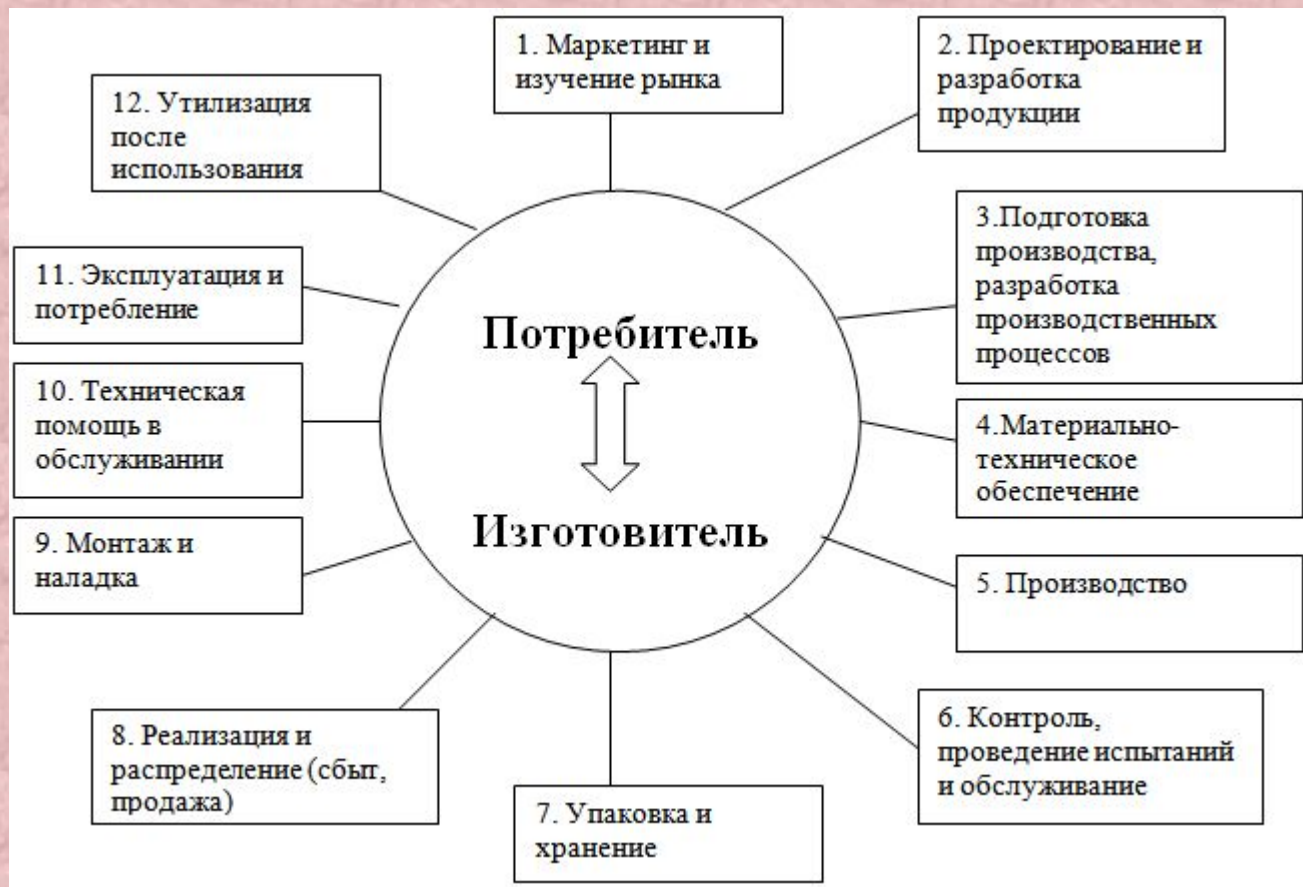 1. Маркетинг и
изучение рынка
2. Проектирование и
разработка
продукции
3.Подготовка
производства,
разработка
производственных
процессов
4.Материально-
техническое
обеспечение
5. Производство
6. Контроль,
проведение испытаний
и обслуживание
7. Упаковка и
хранение
8. Реализация и
распределение (сбыт,
продажа)
9. Монтаж и
наладка
10. Техническая
помощь в
обслуживании
11. Эксплуатация и
потребление
12. Утилизация
после
использования
Потребитель
Изготовитель